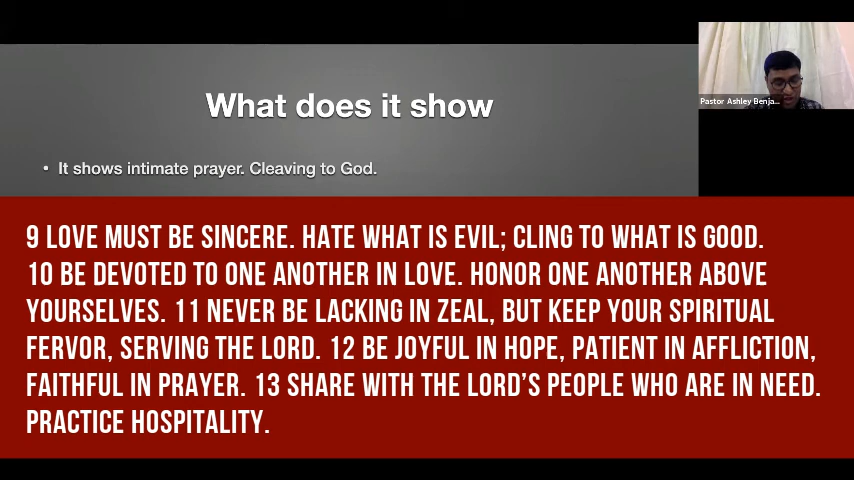 What does it show
• It shows intimate prayer. Cleaving to God.
Pastor Ashley Benja...
9 LOVE MUST BE SINCERE. HATE WHAT IS EVIL; CLING TO WHAT IS GOOD.
10 BE DEVOTED TO ONE ANOTHER IN LOVE. HONOR ONE ANOTHER ABOVE
YOURSELVES. 11 NEVER BE LACKING IN ZEAL, BUT KEEP YOUR SPIRITUAL
FERVOR, SERVING THE LORD. 12 BE JOYFUL IN HOPE, PATIENT IN AFFLICTION,
FAITHFUL IN PRAYER. 13 SHARE WITH THE LORD’S PEOPLE WHO ARE IN NEED.
PRACTICE HOSPITALITY.